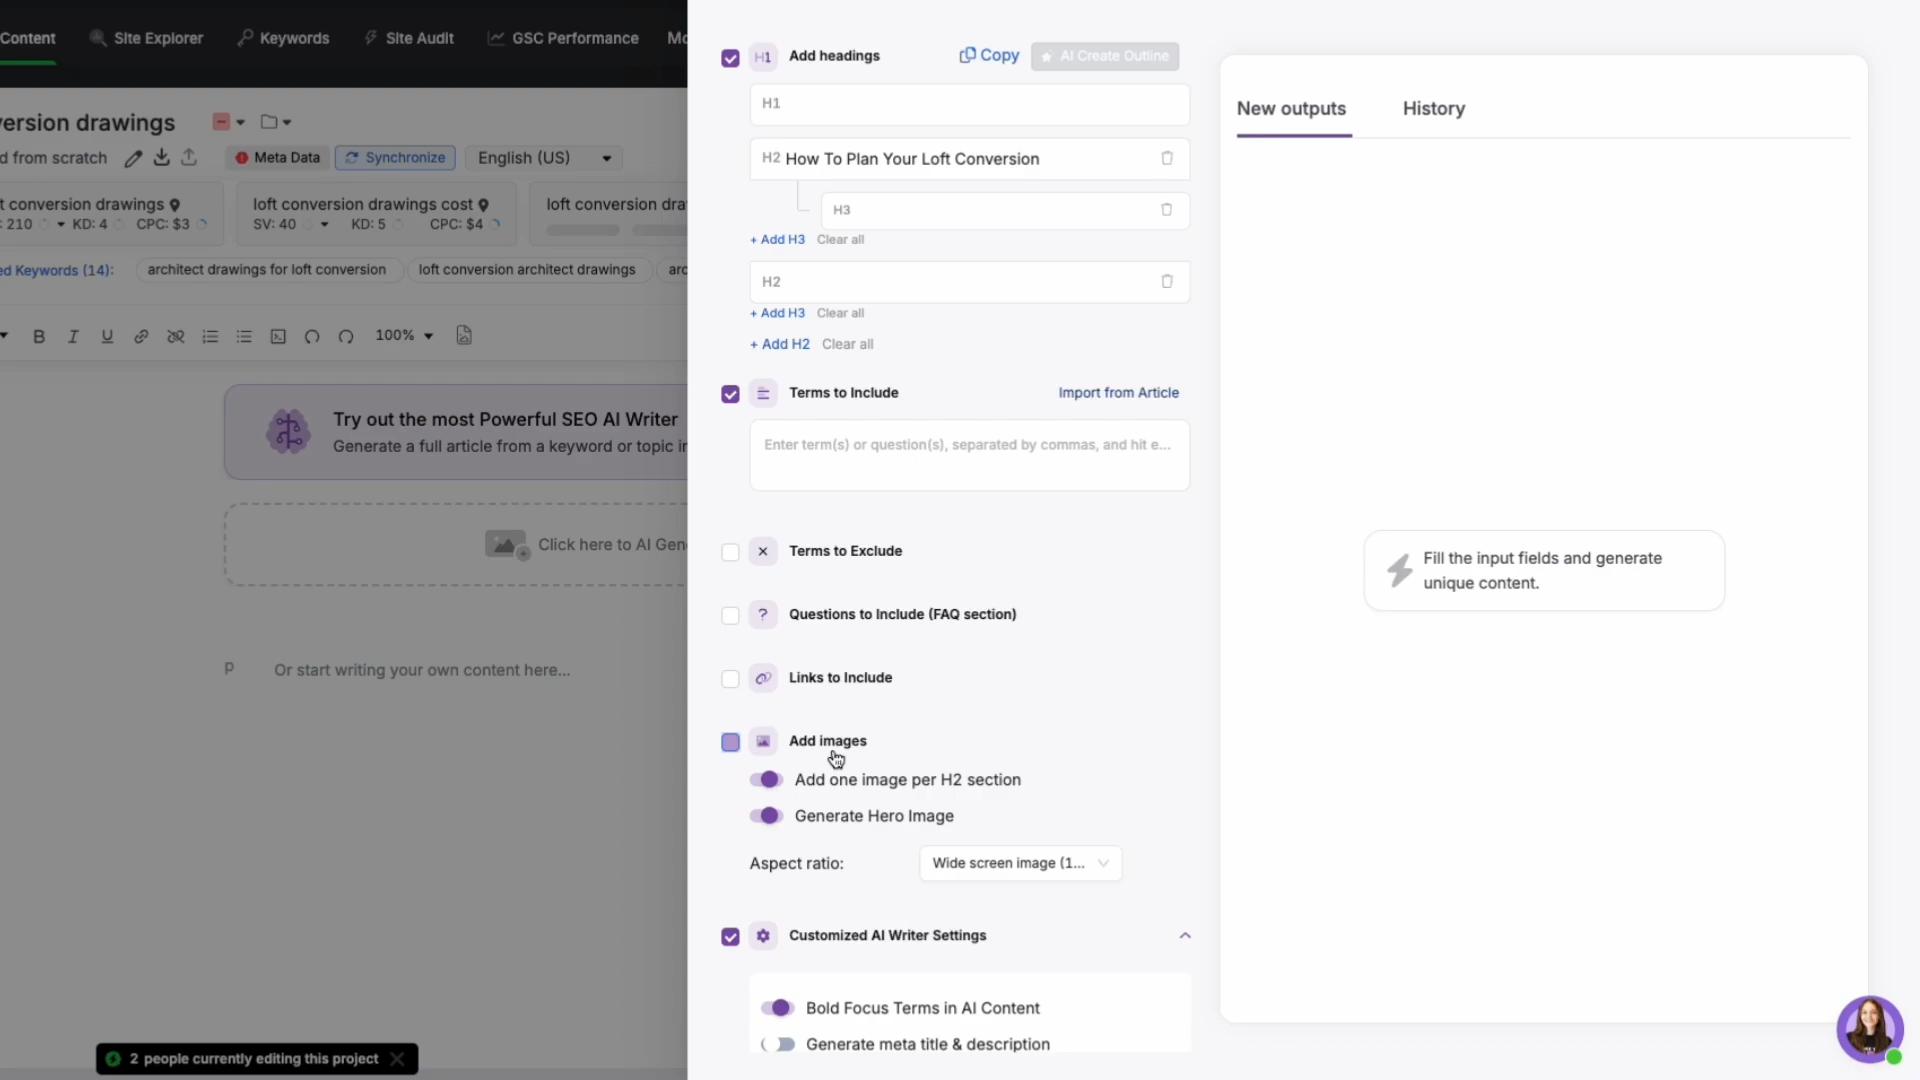 Content
Site Explorer
Keywords
Site Audit
GSC Performance
ersion drawings
d from scratch
Meta Data
Synchronize
English (US)
t conversion drawings
: 210
KD: 4
CPC: $3
loft conversion drawings cost
SV: 40
KD: 5
CPC: $4
loft conversion dra
ed Keywords (14):
architect drawings for loft conversion
loft conversion architect drawings
arc
B I U
100%
Try out the most Powerful SEO AI Writer
Generate a full article from a keyword or topic in
Click here to AI Gen
p
Or start writing your own content here...
2 people currently editing this project
H1 Add headings
Copy
AI Create Outline
H1
H2 How To Plan Your Loft Conversion
H3
+ Add H3 Clear all
H2
+ Add H3 Clear all
+ Add H2 Clear all
Terms to Include
Import from Article
Enter term(s) or question(s), separated by commas, and hit e...
Terms to Exclude
? Questions to Include (FAQ section)
Links to Include
Add images
Add one image per H2 section
Generate Hero Image
Aspect ratio:
Wide screen image (1...
Customized AI Writer Settings
Bold Focus Terms in AI Content
Generate meta title & description
New outputs
History
Fill the input fields and generate
unique content.